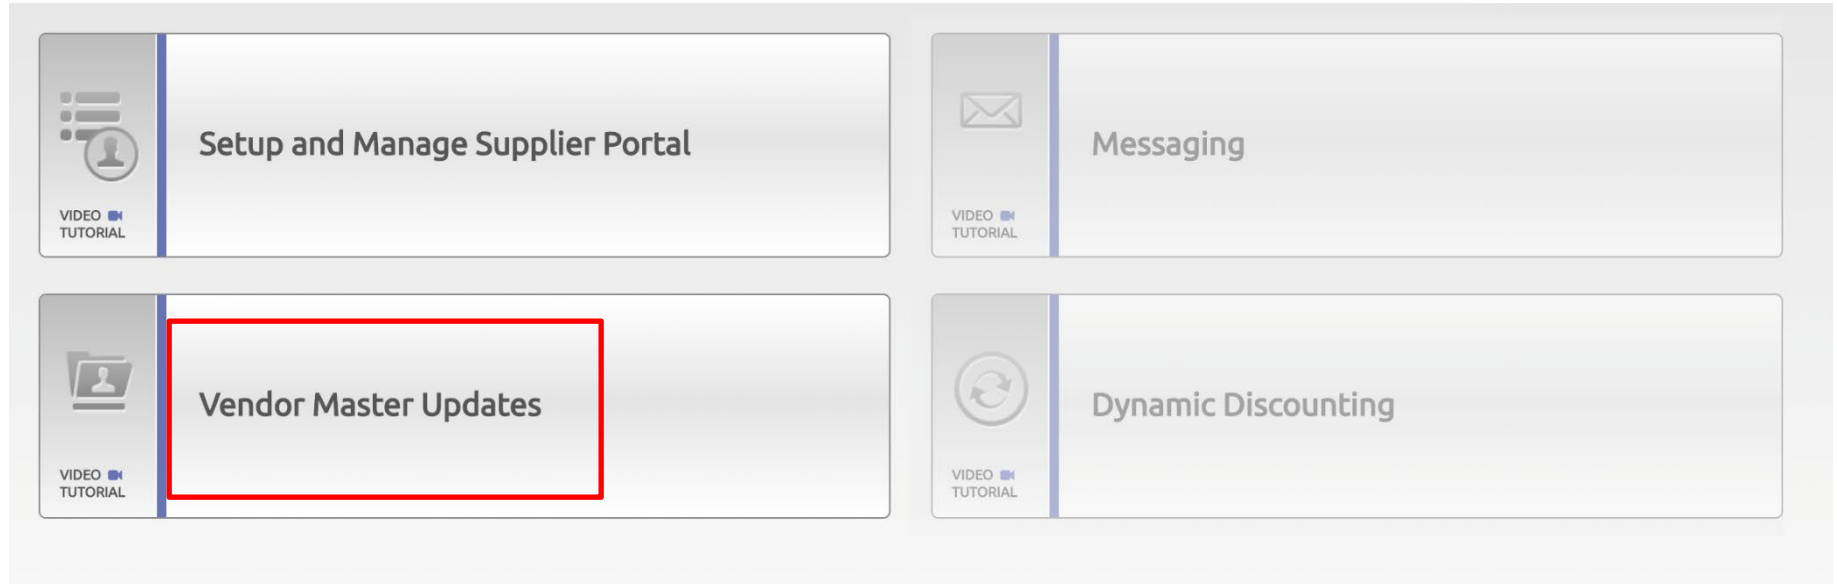 Setup and Manage Supplier Portal
VIDEO
TUTORIAL
Messaging
VIDEO
TUTORIAL
Vendor Master Updates
VIDEO
TUTORIAL
Dynamic Discounting
VIDEO
TUTORIAL